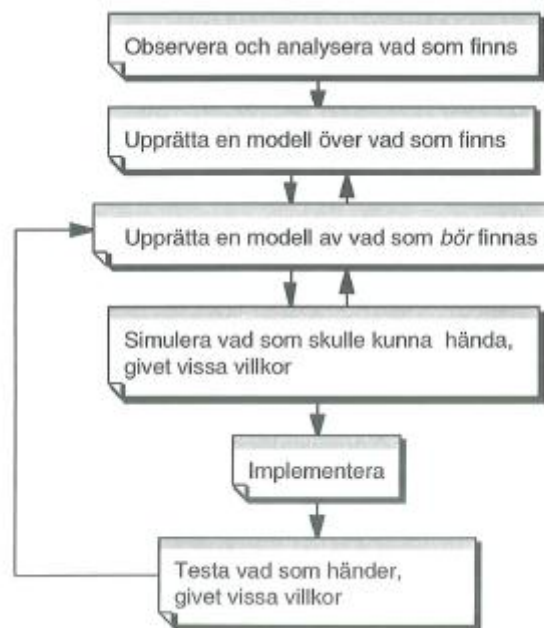 Observera och analysera vad som finns
Upprätta en modell över vad som finns
Upprätta en modell av vad som bör finnas
Simulera vad som skulle kunna hända,
givet vissa villkor
Implementera
Testa vad som händer,
givet vissa villkor